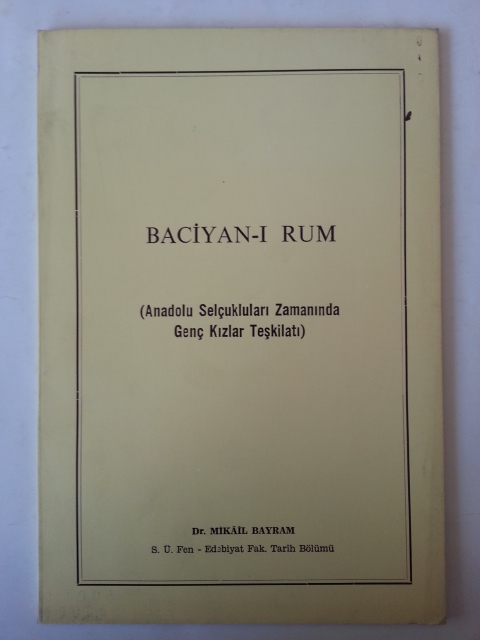 BACİYAN-I RUM
(Anadolu Selçukluları Zamanında
Genç Kızlar Teşkilatı)
Dr. MİKÂİL BAYRAM
S. Ü. Fen - Edebiyat Fak. Tarih Bölümü